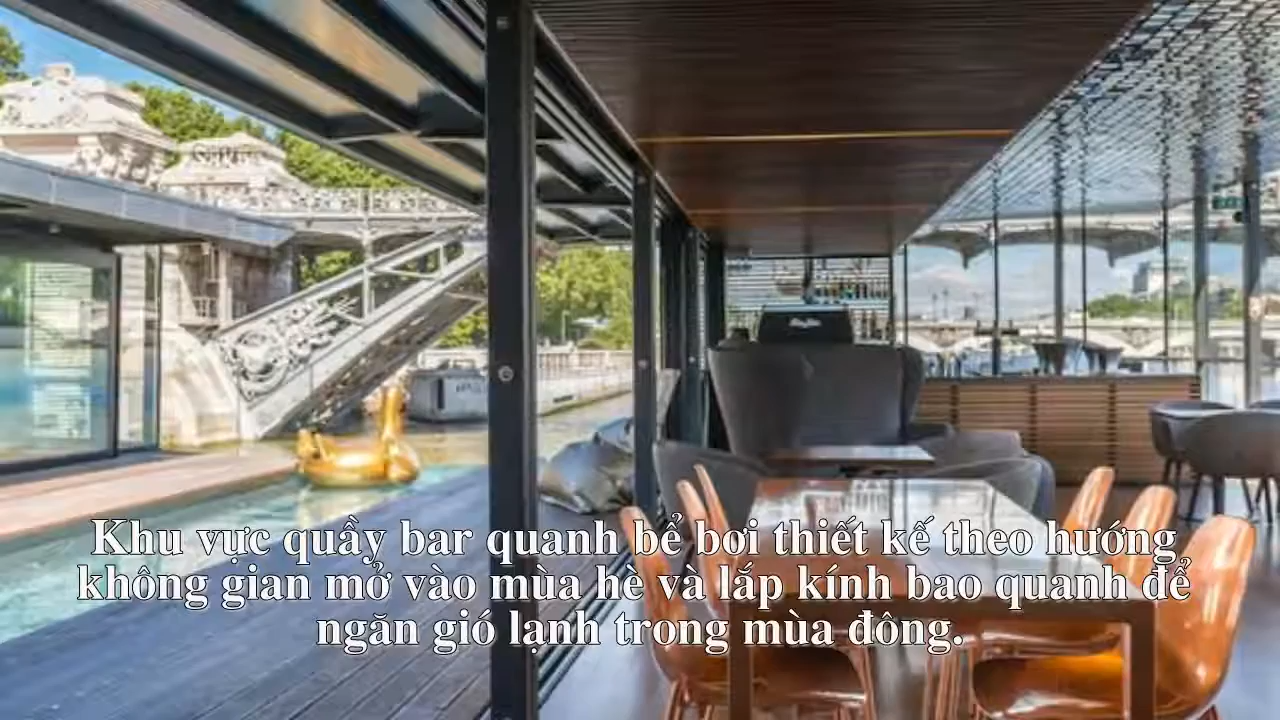 Khu vực quầy bar quanh bể bơi thiết kế theo hướng
không gian mở vào mùa hè và lắp kính bao quanh để
ngăn gió lạnh trong mùa đông.